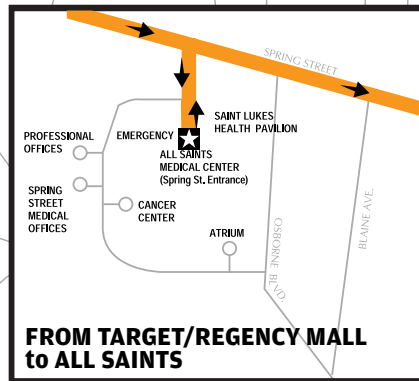 SPRING STREET
SAINT LUKES
HEALTH PAVILION
EMERGENCY
PROFESSIONAL
OFFICES
ALL SAINTS
MEDICAL CENTER
(Spring St. Entrance)
SPRING
STREET
MEDICAL
OFFICES
CANCER
CENTER
ATRIUM
OSBORNE BLVD.
BLAINE AVE.
FROM TARGET/REGENCY MALL
to ALL SAINTS